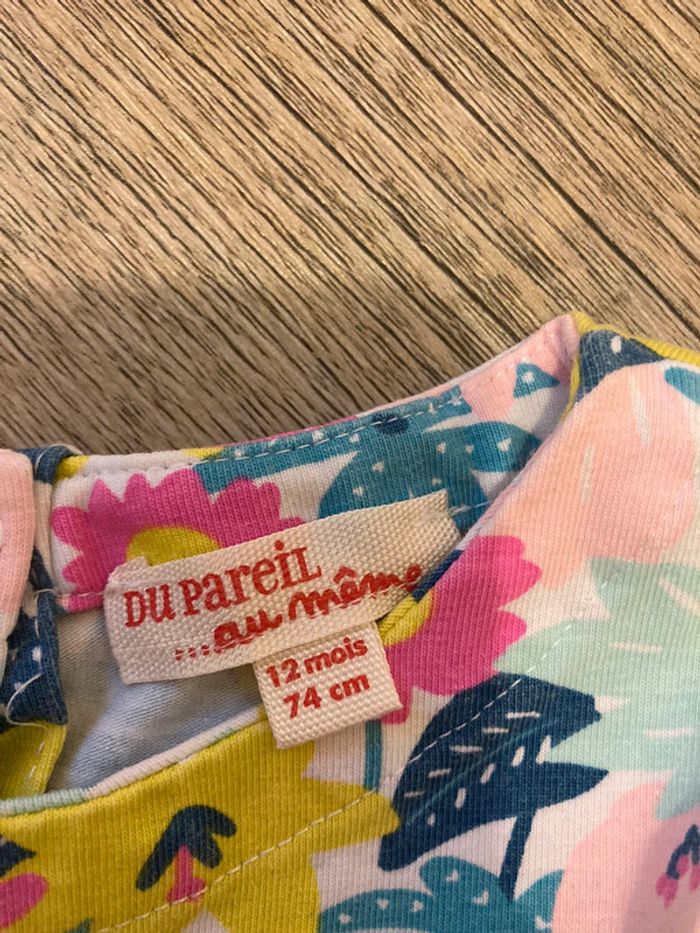 DU PAREIL
...au même
12 mois
74 cm